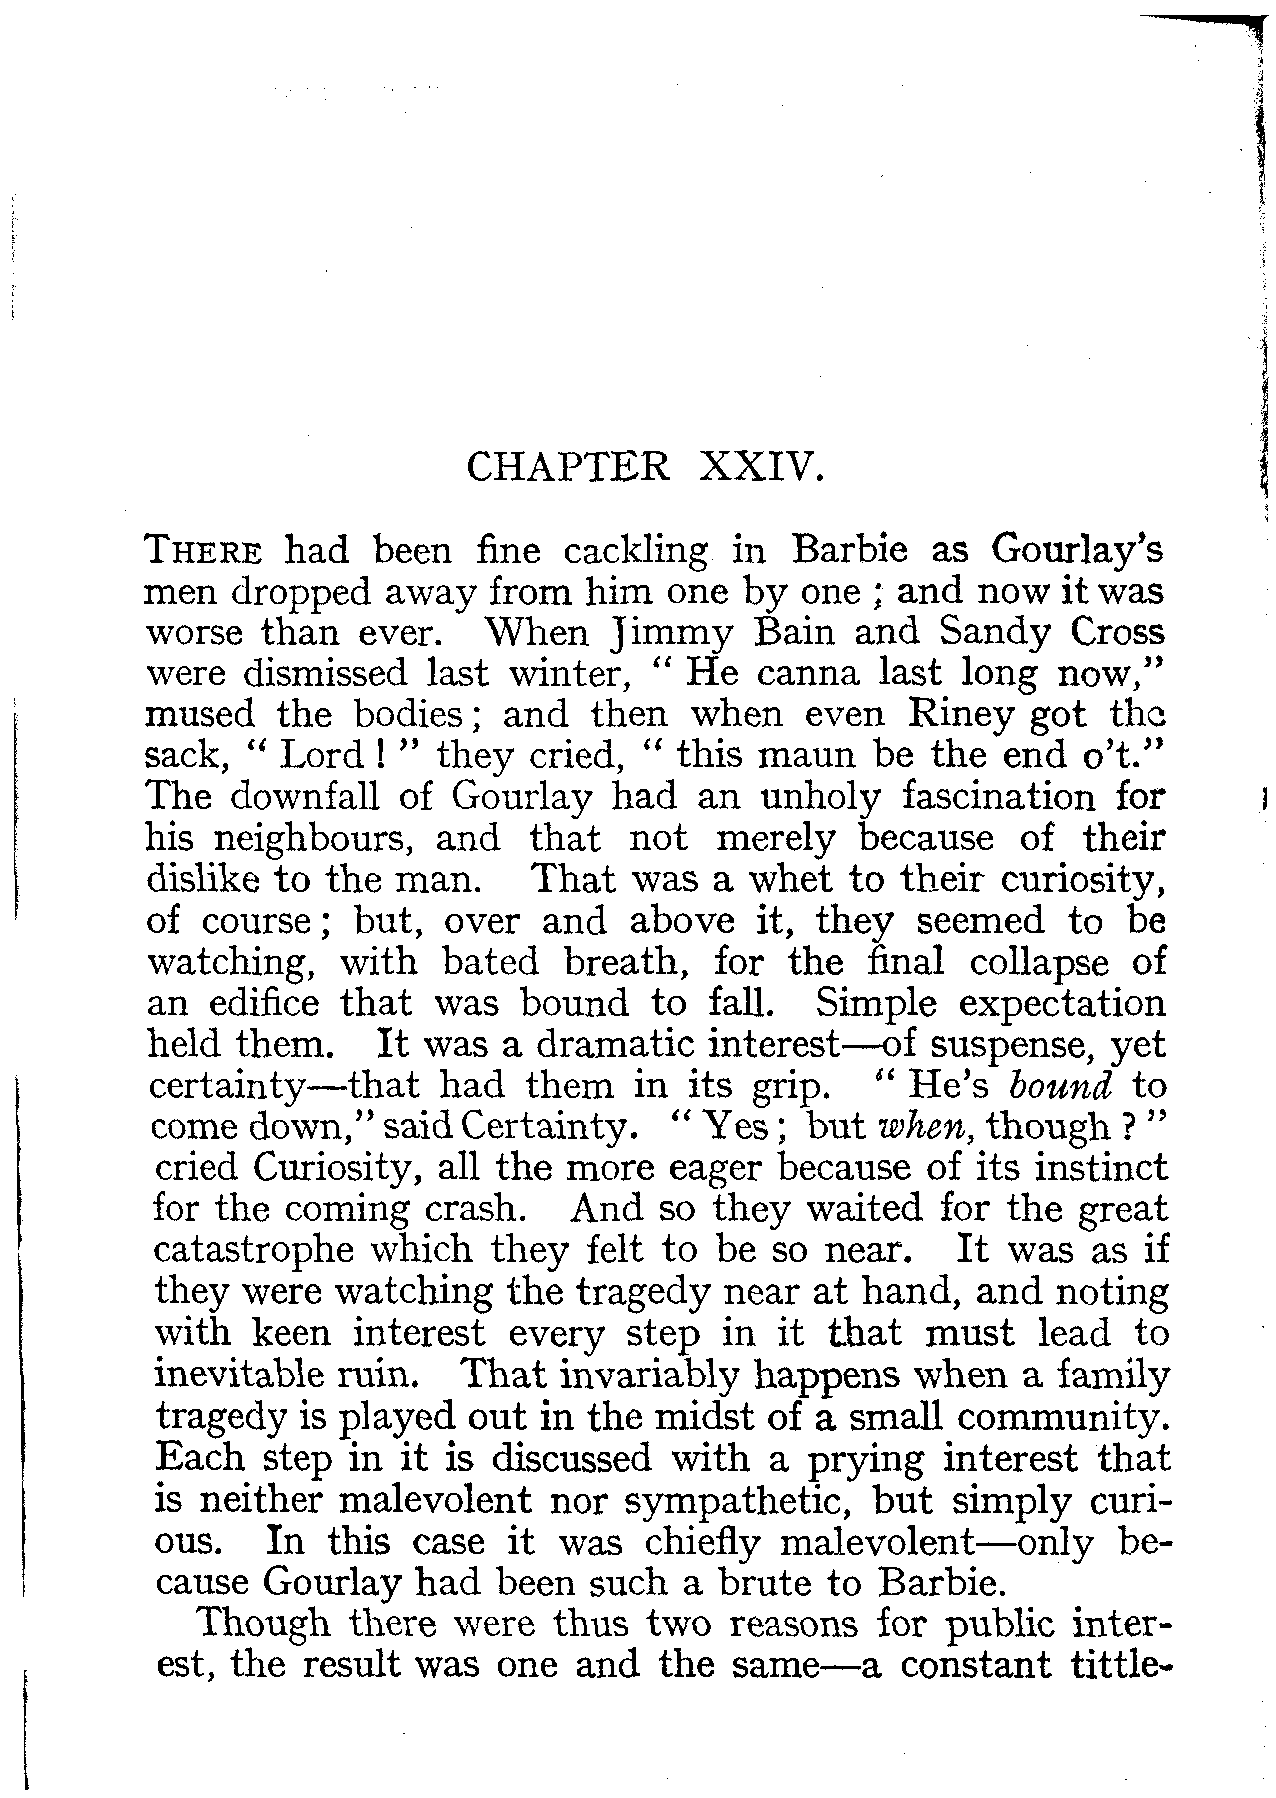 CHAPTER XXIV.
THERE had been fine cackling in Barbie as Gourlay's
men dropped away from him one by one ; and now it was
worse than ever. When Jimmy Bain and Sandy Cross
were dismissed last winter, " He canna last long now,"
mused the bodies ; and then when even Riney got the
sack, " Lord ! " they cried, " this maun be the end o't."
The downfall of Gourlay had an unholy fascination for
his neighbours, and that not merely because of their
dislike to the man. That was a whet to their curiosity,
of course ; but, over and above it, they seemed to be
watching, with bated breath, for the final collapse of
an edifice that was bound to fall. Simple expectation
held them. It was a dramatic interest—of suspense, yet
certainty—that had them in its grip. " He's bound to
come down," said Certainty. " Yes ; but when, though ? "
cried Curiosity, all the more eager because of its instinct
for the coming crash. And so they waited for the great
catastrophe which they felt to be so near. It was as if
they were watching the tragedy near at hand, and noting
with keen interest every step in it that must lead to
inevitable ruin. That invariably happens when a family
tragedy is played out in the midst of a small community.
Each step in it is discussed with a prying interest that
is neither malevolent nor sympathetic, but simply curi-
ous. In this case it was chiefly malevolent—only be-
cause Gourlay had been such a brute to Barbie.
Though there were thus two reasons for public inter-
est, the result was one and the same—a constant tittle-